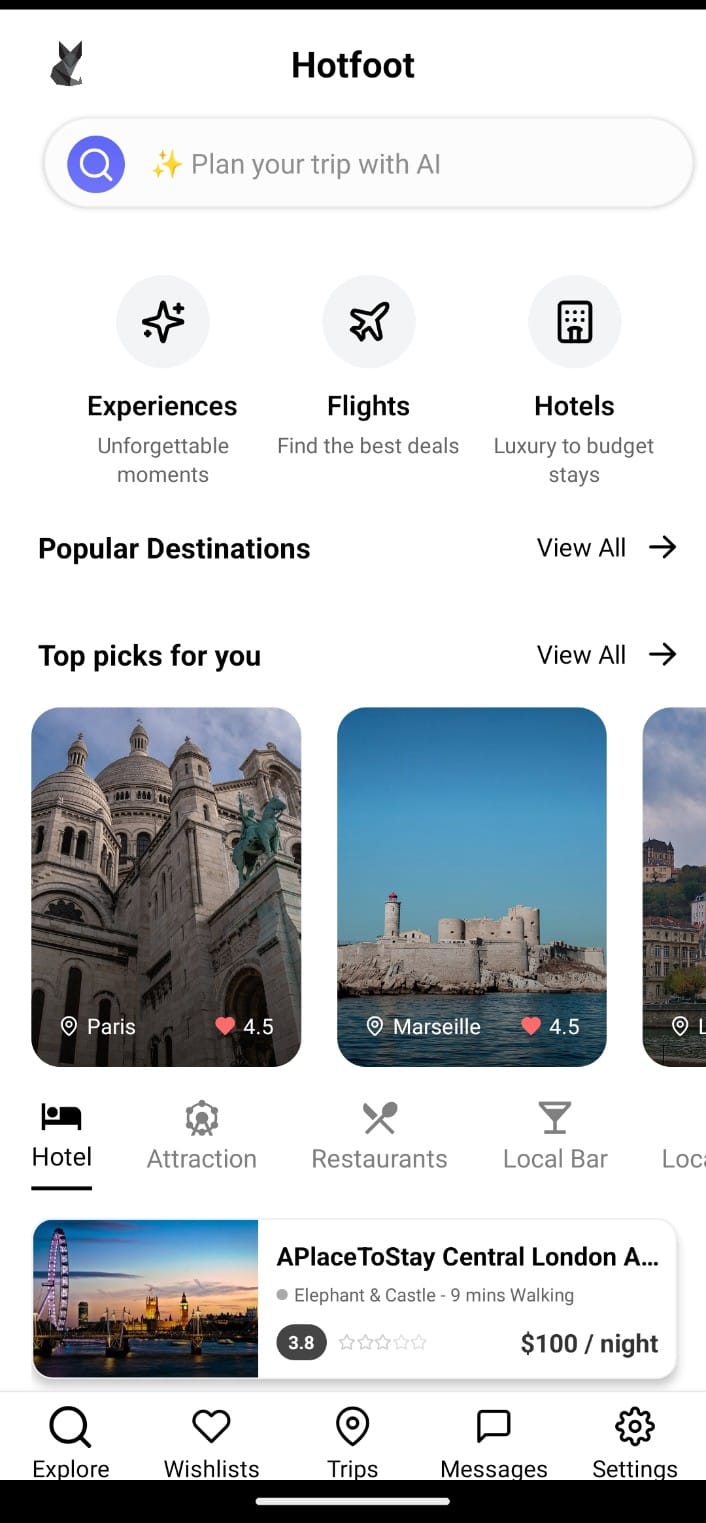 Hotfoot
✨ Plan your trip with AI
Experiences
Unforgettable
moments
Flights
Find the best deals
Hotels
Luxury to budget
stays
Popular Destinations
View All
Top picks for you
View All
Paris
4.5
Marseille
4.5
L
Hotel
Attraction
Restaurants
Local Bar
Loc
APlaceToStay Central London A...
Elephant & Castle - 9 mins Walking
3.8
$100 / night
Explore
Wishlists
Trips
Messages
Settings